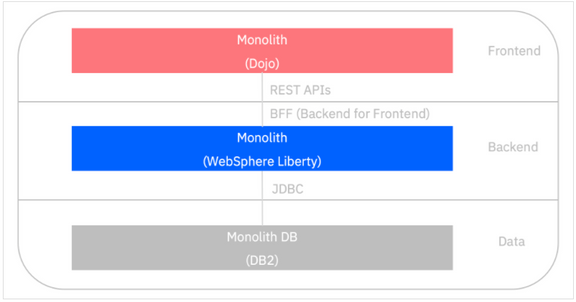 Monolith
(Dojo)
Frontend
REST APIs
BFF (Backend for Frontend)
Monolith
(WebSphere Liberty)
Backend
JDBC
Monolith DB
(DB2)
Data